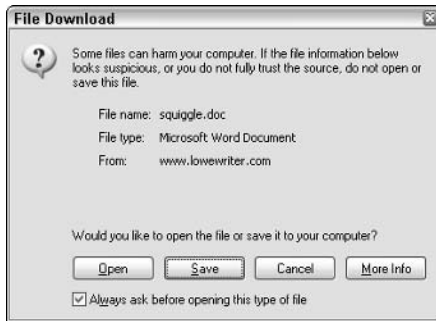 File Download
Some files can harm your computer. If the file information below
looks suspicious, or you do not fully trust the source, do not open or
save this file.
File name: squiggle.doc
File type: Microsoft Word Document
From: www.lowewriter.com
Would you like to open the file or save it to your computer?
Open Save Cancel More Info
Always ask before opening this type of file